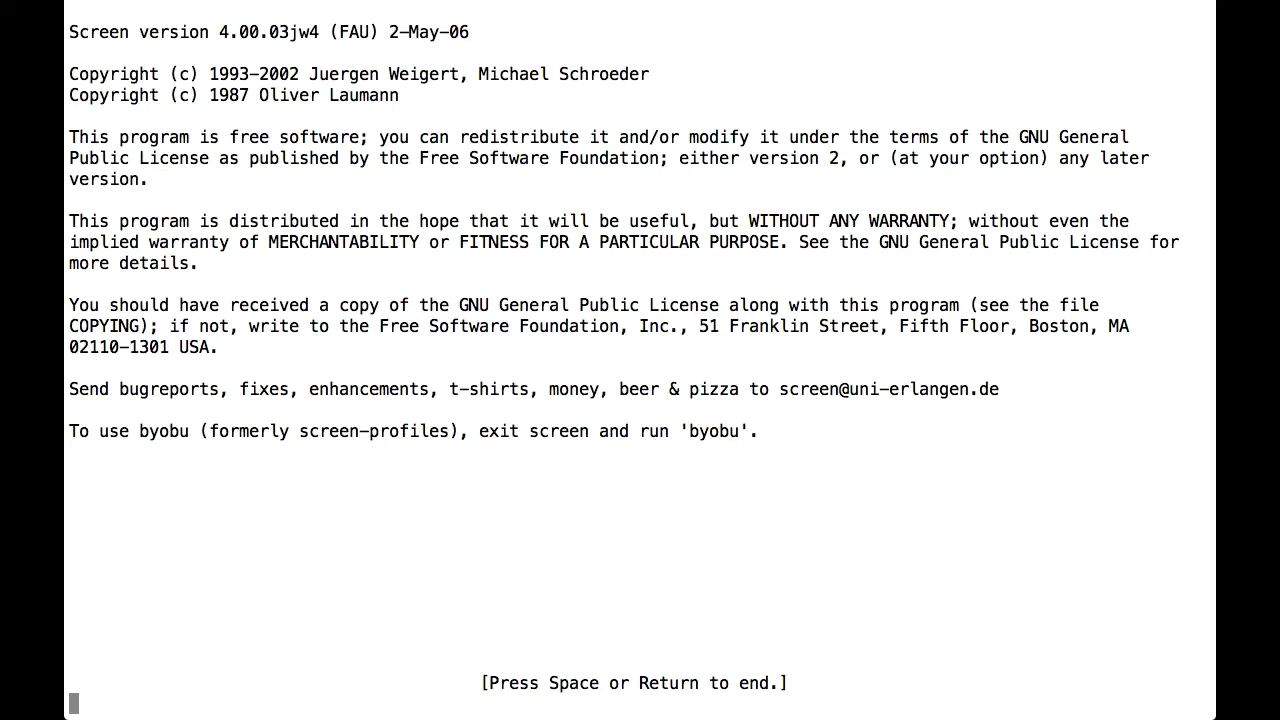 Screen version 4.00.03jw4 (FAU) 2-May-06
Copyright (c) 1993-2002 Juergen Weigert, Michael Schroeder
Copyright (c) 1987 Oliver Laumann
This program is free software; you can redistribute it and/or modify it under the terms of the GNU General
Public License as published by the Free Software Foundation; either version 2, or (at your option) any later
version.
This program is distributed in the hope that it will be useful, but WITHOUT ANY WARRANTY; without even the
implied warranty of MERCHANTABILITY or FITNESS FOR A PARTICULAR PURPOSE. See the GNU General Public License for
more details.
You should have received a copy of the GNU General Public License along with this program (see the file
COPYING); if not, write to the Free Software Foundation, Inc., 51 Franklin Street, Fifth Floor, Boston, MA
02110-1301 USA.
Send bugreports, fixes, enhancements, t-shirts, money, beer & pizza to screen@uni-erlangen.de
To use byobu (formerly screen-profiles), exit screen and run 'byobu'.
[Press Space or Return to end.]